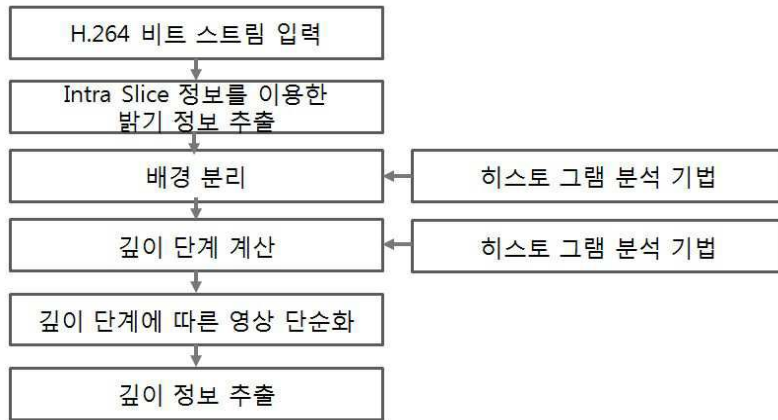 H.264 비트 스트림 입력
Intra Slice 정보를 이용한
밝기 정보 추출
배경 분리
히스토 그램 분석 기법
깊이 단계 계산
히스토 그램 분석 기법
깊이 단계에 따른 영상 단순화
깊이 정보 추출